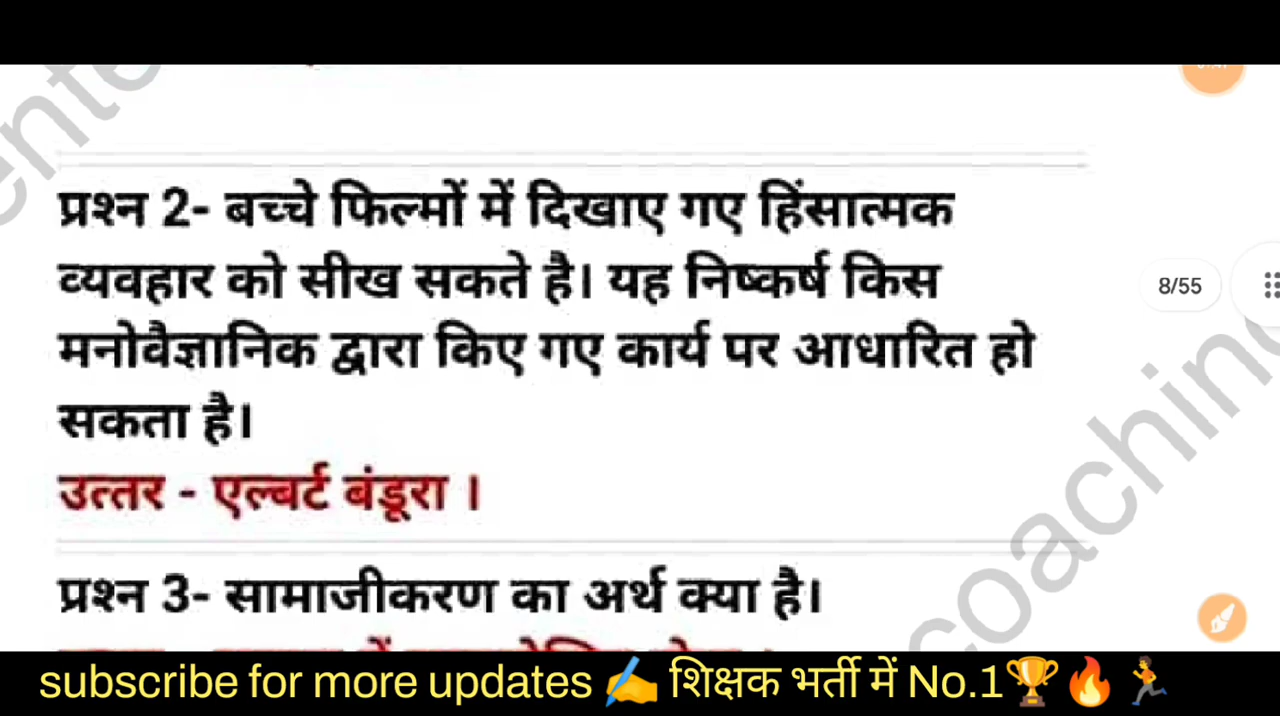 प्रश्न 2- बच्चे फिल्मों में दिखाए गए हिंसात्मक
व्यवहार को सीख सकते है। यह निष्कर्ष किस
8/55
मनोवैज्ञानिक द्वारा किए गए कार्य पर आधारित हो
सकता है।
उत्तर - एल्बर्ट बंडूरा ।
प्रश्न 3- सामाजीकरण का अर्थ क्या है।
coaching
subscribe for more updates ✍️ शिक्षक भर्ती में No.1🏆🔥🏃